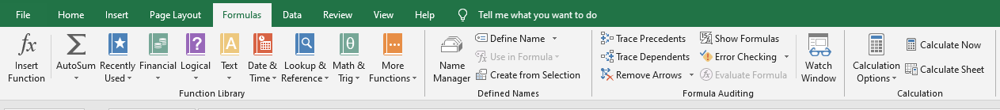 File Home Insert Page Layout Formulas Data Review View Help Tell me what you want to do
fx
Insert
Function
Σ
AutoSum
Recently
Used
Financial
?
Logical
A
Text
Date &
Time
Lookup &
Reference
θ
Math &
Trig
More
Functions
Function Library
Name
Manager
Define Name
fx Use in Formula
Create from Selection
Defined Names
Trace Precedents
Trace Dependents
Remove Arrows
Show Formulas
Error Checking
fx Evaluate Formula
Watch
Window
Formula Auditing
Calculation
Options
Calculate Now
Calculate Sheet
Calculation